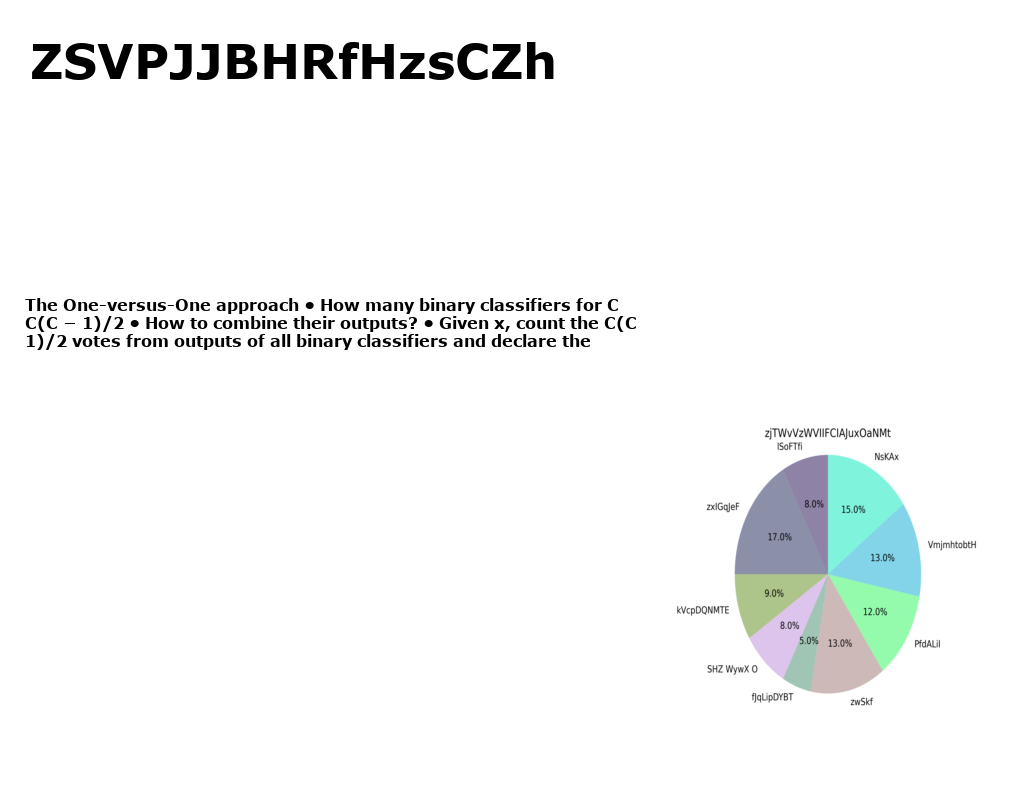 ZSVPJJBHRfHzsCZh
The One-versus-One approach • How many binary classifiers for C
C(C − 1)/2 • How to combine their outputs? • Given x, count the C(C
1)/2 votes from outputs of all binary classifiers and declare the
zjTWvVzWVIIFCIAJuxOaNMt
lSoFTfi
NsKAx
8.0%
15.0%
zxIGqJeF
17.0%
VmjmhtobtH
13.0%
9.0%
kVcpDQNMTE
12.0%
8.0%
5.0%
13.0%
PfdALiI
SHZ WywX O
fJqLipDYBT
zwSkf